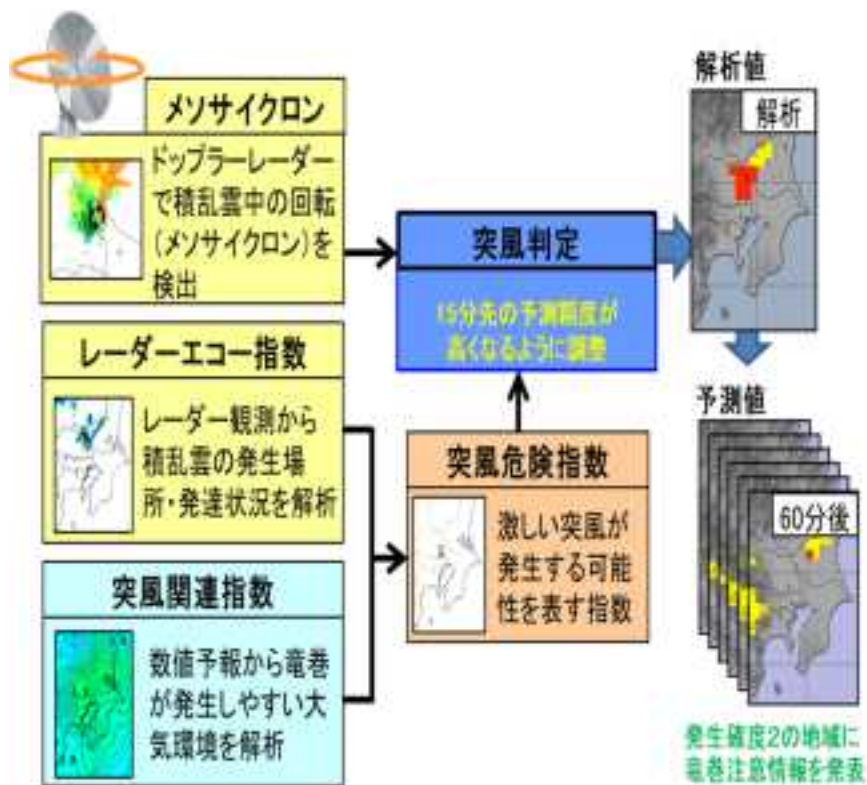 メソサイクロン
ドップラーレーダー
で積乱雲中の回転
(メソサイクロン)を
検出
レーダーエコー指数
レーダー観測から
積乱雲の発生場
所・発達状況を解析
突風関連指数
数値予報から竜巻
が発生しやすい大
気環境を解析
突風判定
15分先の予測精度が
高くなるように調整
突風危険指数
激しい突風が
発生する可能
性を表す指数
解析値
解析
予測値
60分後
発生確度2の地域に
竜巻注意情報を発表